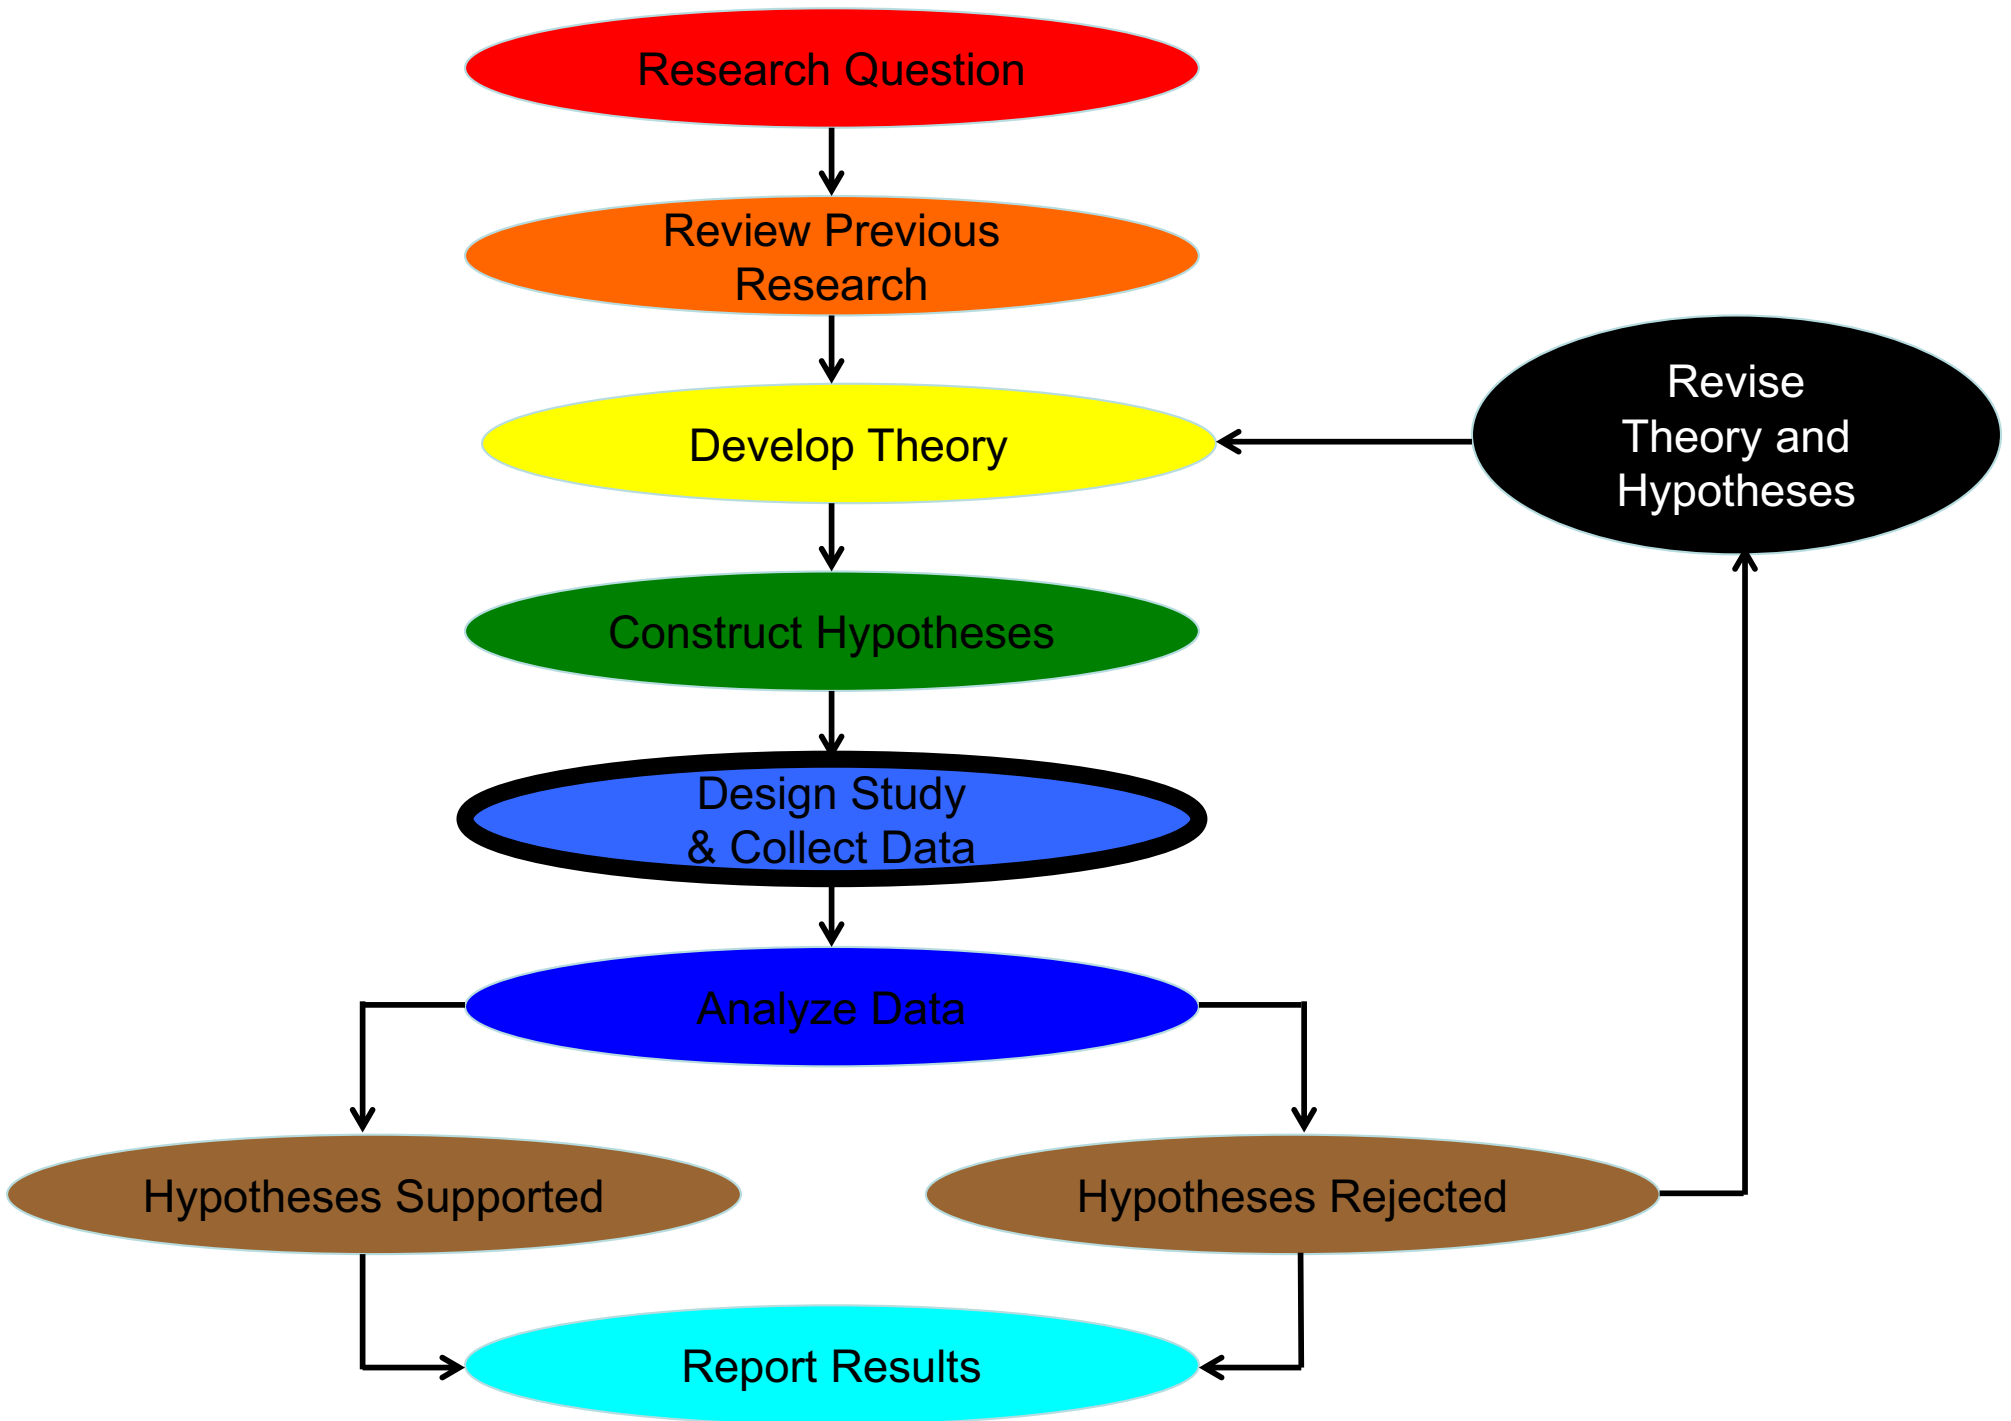 Research Question
Review Previous
Research
Develop Theory
Revise
Theory and
Hypotheses
Construct Hypotheses
Design Study
& Collect Data
Analyze Data
Hypotheses Supported
Hypotheses Rejected
Report Results